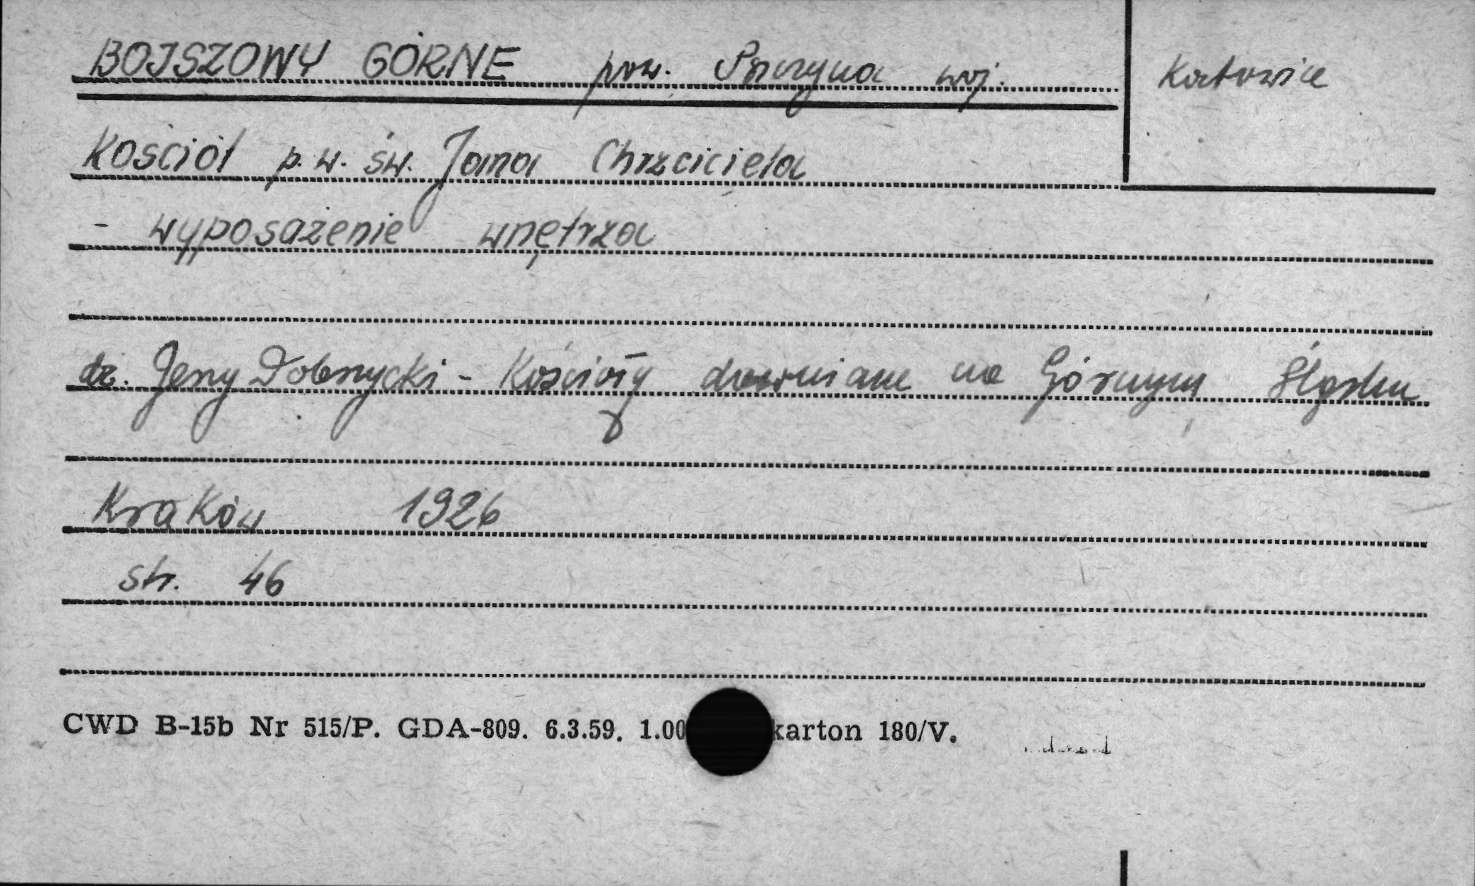 BOJSZOWY GÓRNE pow. Pszczyna woj. Katowice
Kościół p.w. św. Jana Chrzciciela
- wyposażenie wnętrza
dr. Jerzy Dobrzycki - Kościoły drewniane na Górnym Śląsku
Kraków 1926
str. 46
CWD B-15b Nr 515/P. GDA-809. 6.3.59. 1.00 karton 180/V.